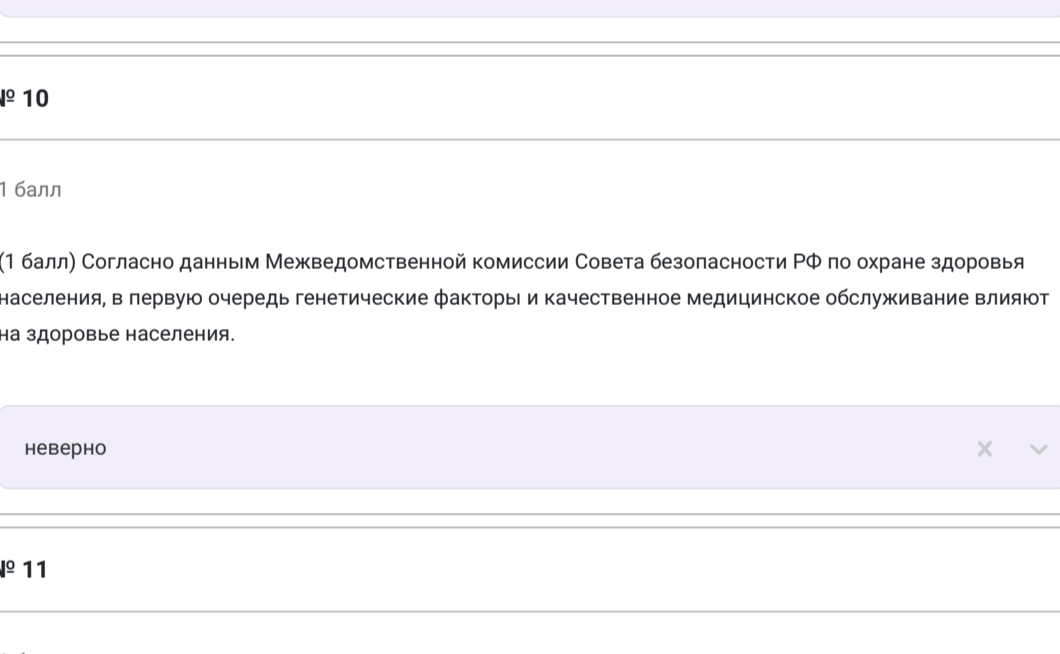 № 10
1 балл
(1 балл) Согласно данным Межведомственной комиссии Совета безопасности РФ по охране здоровья
населения, в первую очередь генетические факторы и качественное медицинское обслуживание влияют
на здоровье населения.
неверно
№ 11